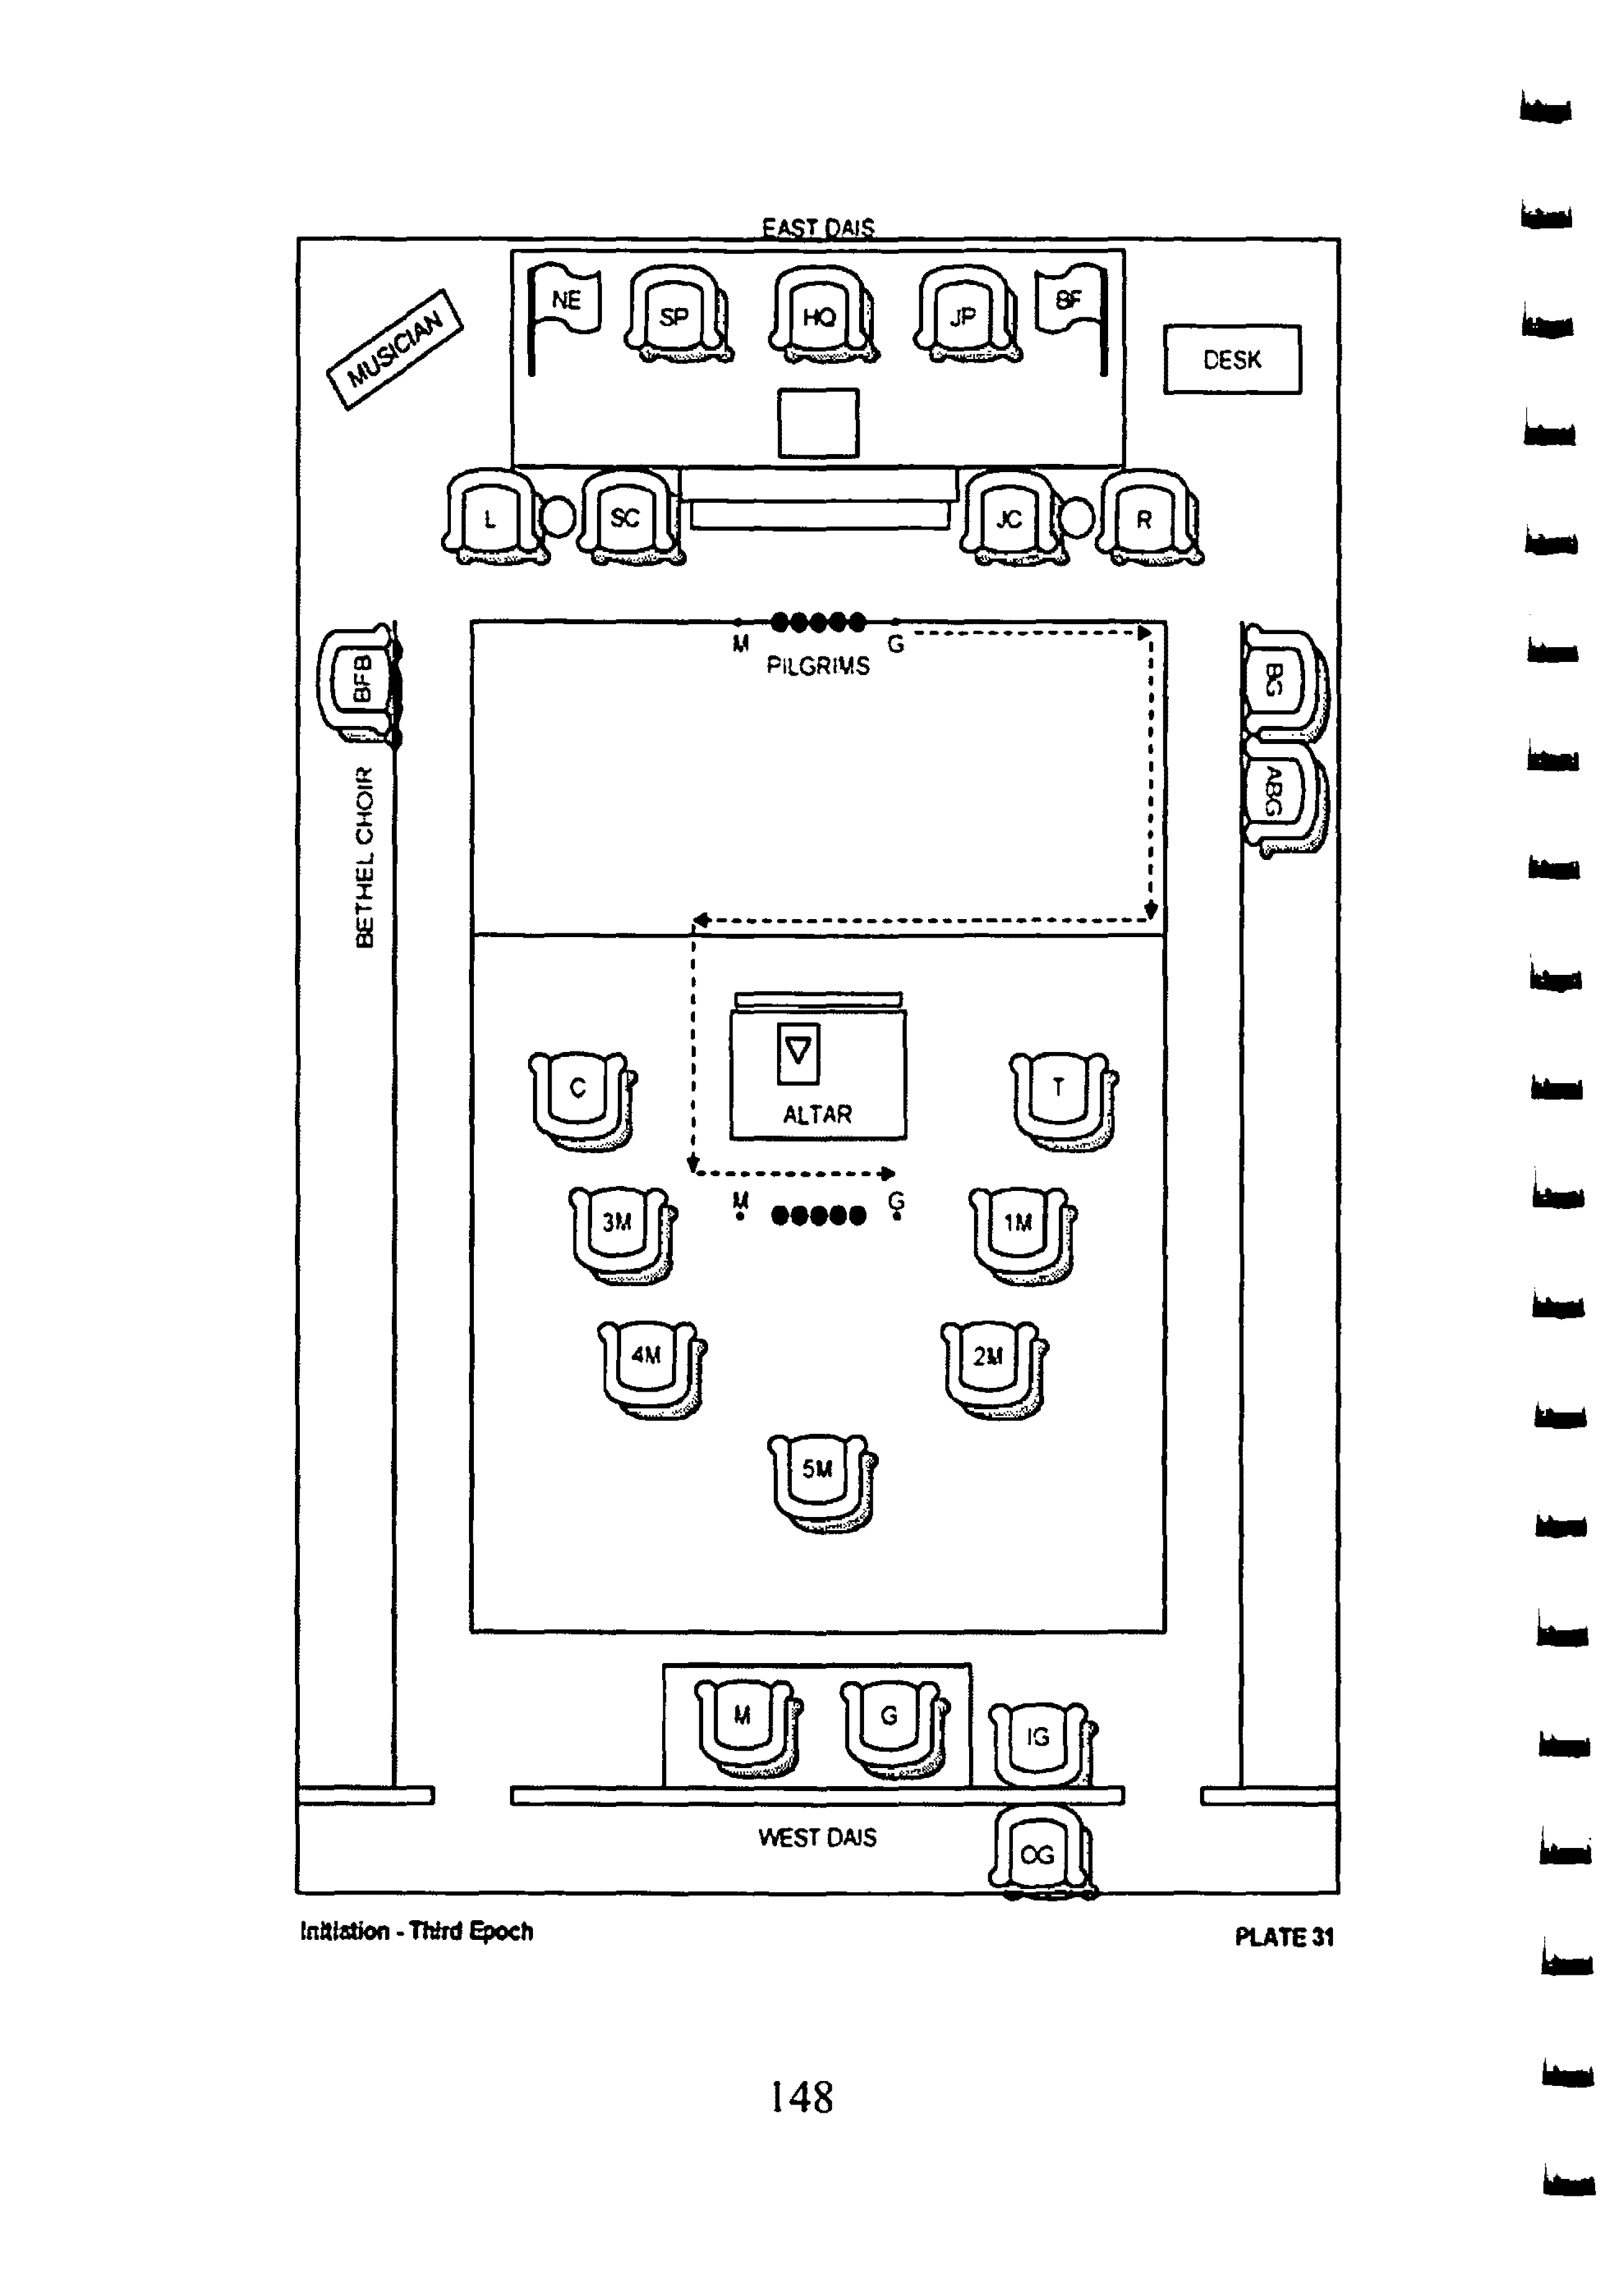 EAST DAIS
NE
SP
HQ
JP
BF
MUSICIAN
DESK
L
SC
JC
R
M
G
PILGRIMS
BFB
BG
ABG
BETHEL CHOIR
C
ALTAR
T
3M
M
G
1M
4M
2M
5M
M
G
IG
WEST DAIS
OG
Initiation - Third Epoch
PLATE 31
148